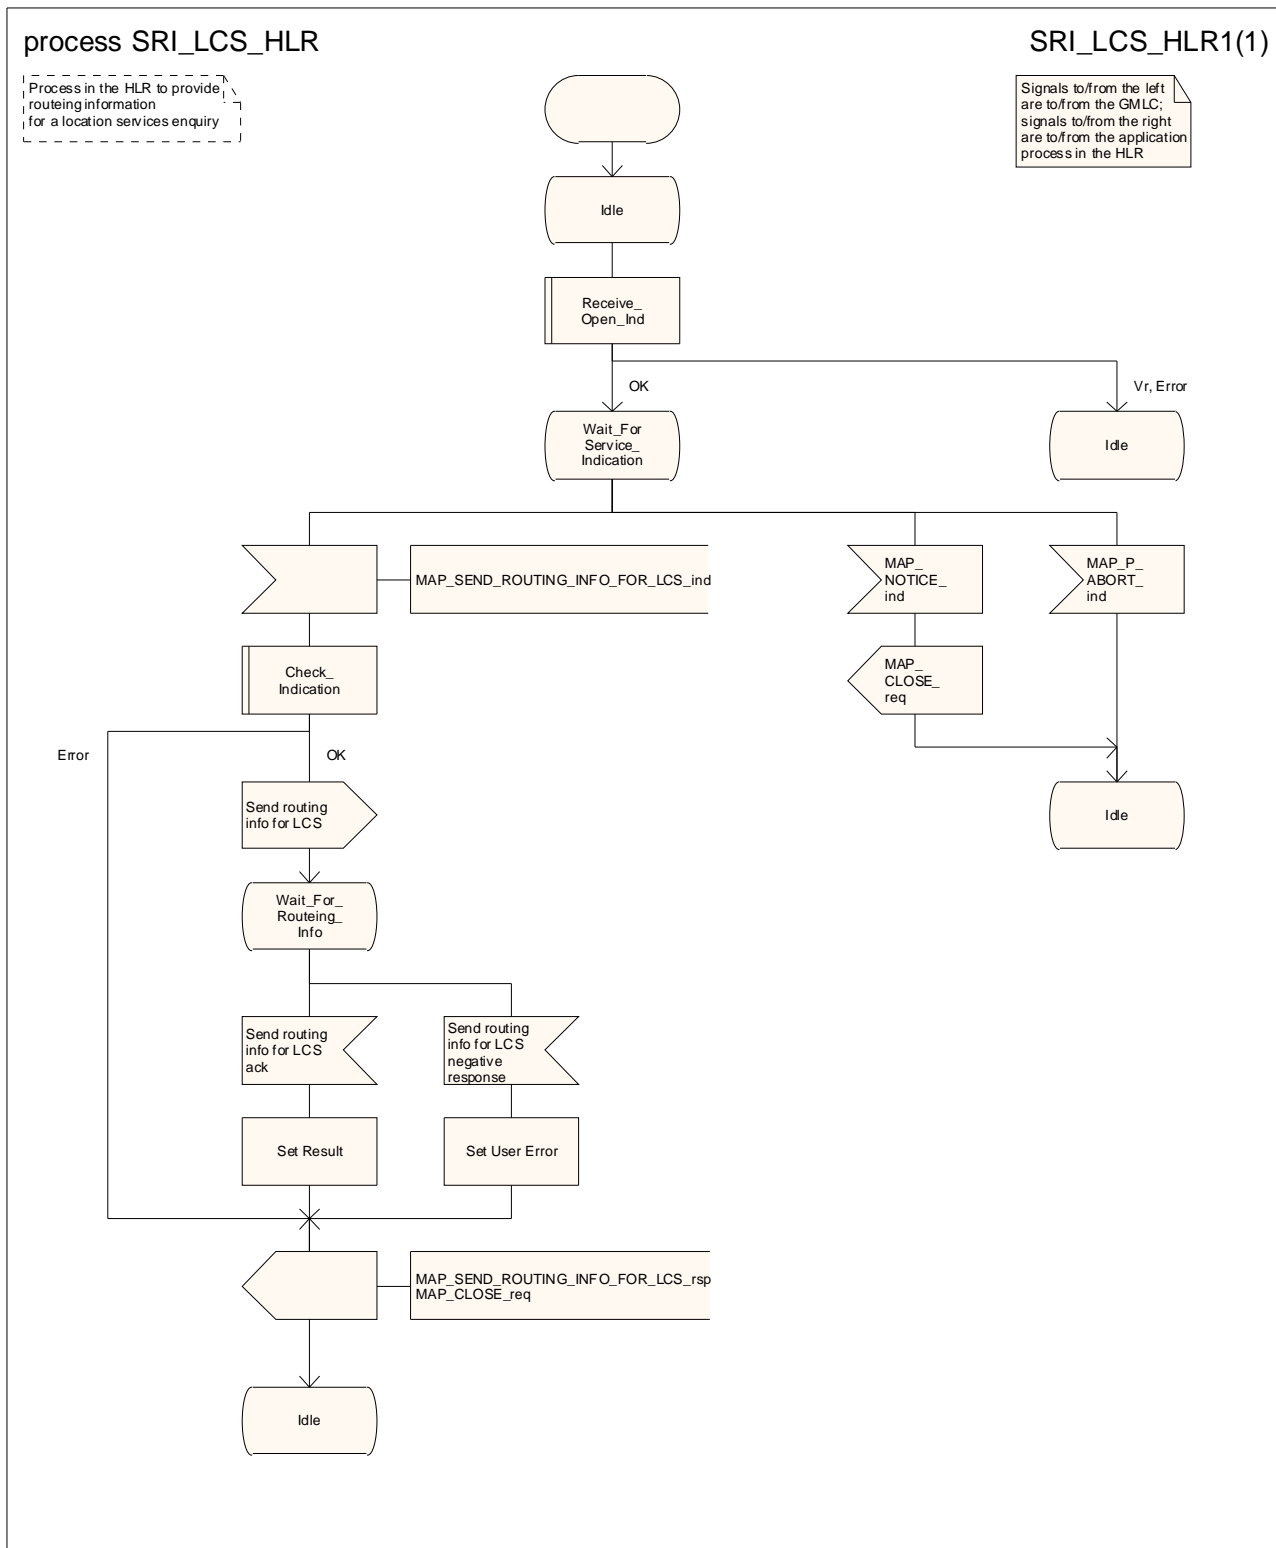 process SRI_LCS_HLR
SRI_LCS_HLR1(1)
Process in the HLR to provide
routeing information
for a location services enquiry
Signals to/from the left
are to/from the GMLC;
signals to/from the right
are to/from the application
process in the HLR
Idle
Receive_
Open_Ind
OK
Vr, Error
Wait_For
Service_
Indication
Idle
MAP_SEND_ROUTING_INFO_FOR_LCS_ind
MAP_
NOTICE_
ind
MAP_P_
ABORT_
ind
Check_
Indication
MAP_
CLOSE_
req
Error
OK
Send routing
info for LCS
Idle
Wait_For_
Routeing_
Info
Send routing
info for LCS
ack
Send routing
info for LCS
negative
response
Set Result
Set User Error
MAP_SEND_ROUTING_INFO_FOR_LCS_rsp
MAP_CLOSE_req
Idle